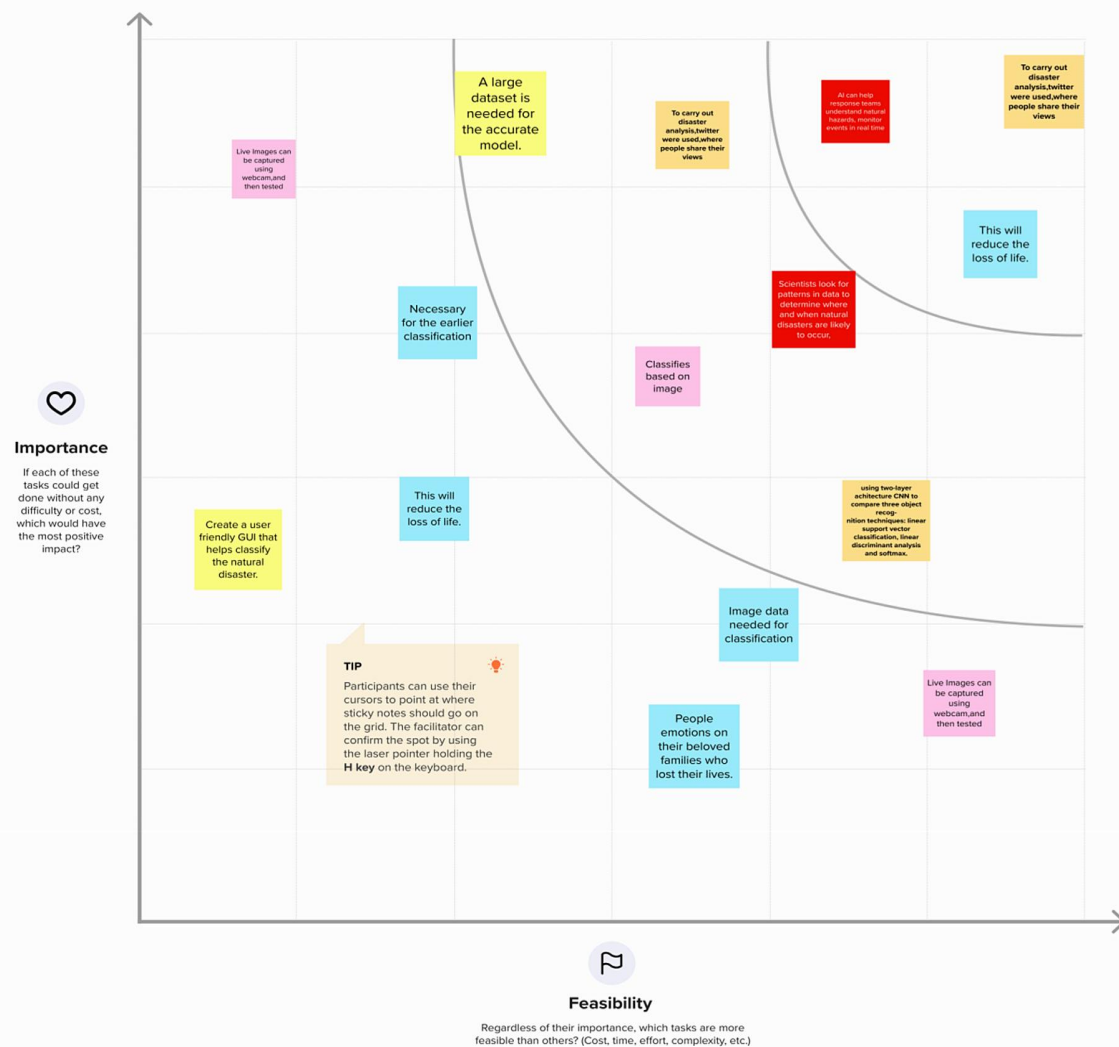 A large
dataset is
needed for
the accurate
model.
To carry out
disaster
analysis,twitter
were used,where
people share their
views
AI can help
response teams
understand natural
hazards, monitor
events in real time
To carry out
disaster
analysis,twitter
were used,where
people share their
views
Live Images can
be captured
using
webcam,and
then tested
This will
reduce the
loss of life.
Necessary
for the earlier
classification
Scientists look for
patterns in data to
determine where
and when natural
disasters are likely
to occur,
Classifies
based on
image
Importance
If each of these
tasks could get
done without any
difficulty or cost,
which would have
the most positive
impact?
This will
reduce the
loss of life.
using two-layer
achitecture CNN to
compare three object
recog-
nition techniques: linear
support vector
classification, linear
discriminant analysis
and softmax.
Create a user
friendly GUI that
helps classify
the natural
disaster.
Image data
needed for
classification
TIP
Participants can use their
cursors to point at where
sticky notes should go on
the grid. The facilitator can
confirm the spot by using
the laser pointer holding the
H key on the keyboard.
Live Images can
be captured
using
webcam,and
then tested
People
emotions on
their beloved
families who
lost their lives.
Feasibility
Regardless of their importance, which tasks are more
feasible than others? (Cost, time, effort, complexity, etc.)